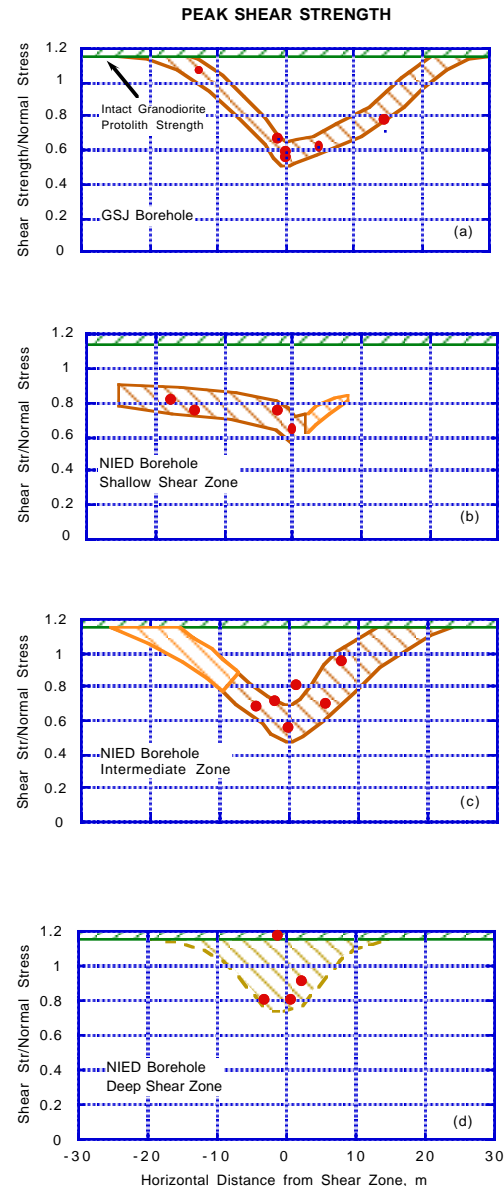 PEAK SHEAR STRENGTH
Shear Strength/Normal Stress
1.2
1
0.8
0.6
0.4
0.2
0
Intact Granodiorite
Protolith Strength
GSJ Borehole
(a)
Shear Str/Normal Stress
1.2
1
0.8
0.6
0.4
0.2
0
NIED Borehole
Shallow Shear Zone
(b)
Shear Str/Normal Stress
1.2
1
0.8
0.6
0.4
0.2
0
NIED Borehole
Intermediate Zone
(c)
Shear Str/Normal Stress
1.2
1
0.8
0.6
0.4
0.2
0
NIED Borehole
Deep Shear Zone
(d)
-30 -20 -10 0 10 20 30
Horizontal Distance from Shear Zone, m